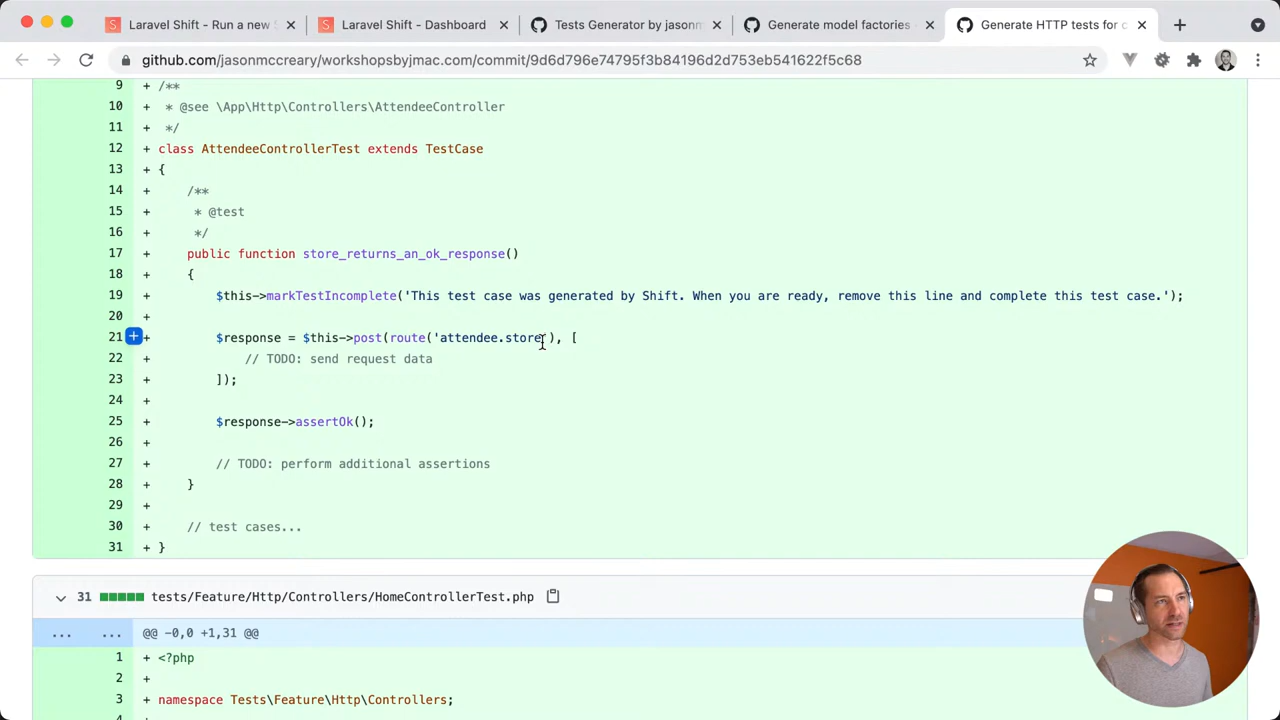 Laravel Shift - Run a new S
Laravel Shift - Dashboard
Tests Generator by jasonm
Generate model factories
Generate HTTP tests for c
github.com/jasonmccreary/workshopsbyjmac.com/commit/9d6d796e74795f3b84196d2d753eb541622f5c68
9 + /**
10 + * @see \App\Http\Controllers\AttendeeController
11 + */
12 + class AttendeeControllerTest extends TestCase
13 + {
14 + /**
15 + * @test
16 + */
17 + public function store_returns_an_ok_response()
18 + {
19 + $this->markTestIncomplete('This test case was generated by Shift. When you are ready, remove this line and complete this test case.');
20 +
21 + $response = $this->post(route('attendee.store'), [
22 + // TODO: send request data
23 + ]);
24 +
25 + $response->assertOk();
26 +
27 + // TODO: perform additional assertions
28 + }
29 +
30 + // test cases...
31 + }
31 tests/Feature/Http/Controllers/HomeControllerTest.php
... ... @@ -0,0 +1,31 @@
1 + <?php
2 +
3 + namespace Tests\Feature\Http\Controllers;